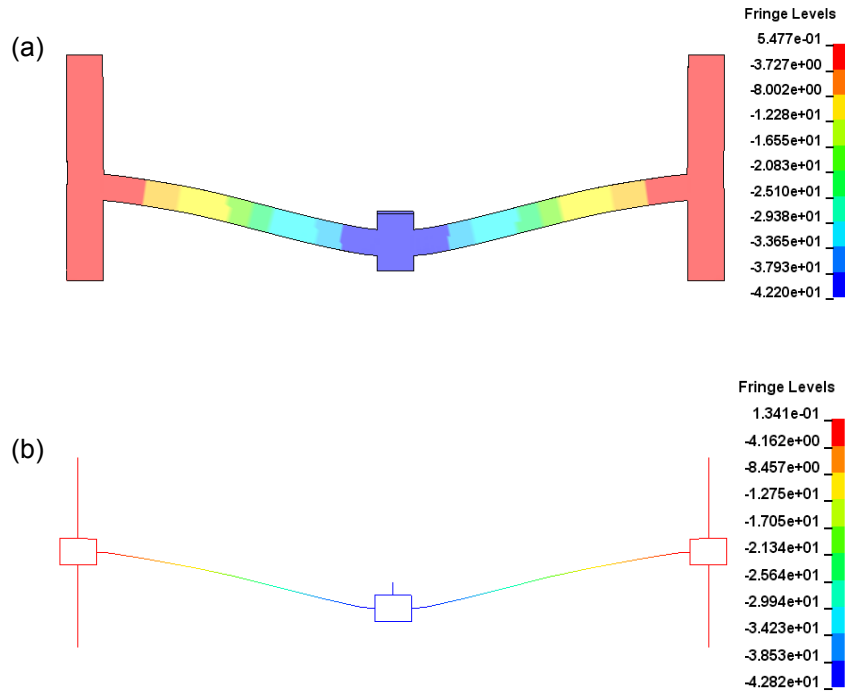 Fringe Levels
(a)
5.477e-01
-3.727e+00
-8.002e+00
-1.228e+01
-1.655e+01
-2.083e+01
-2.510e+01
-2.938e+01
-3.365e+01
-3.793e+01
-4.220e+01
Fringe Levels
(b)
1.341e-01
-4.162e+00
-8.457e+00
-1.275e+01
-1.705e+01
-2.134e+01
-2.564e+01
-2.994e+01
-3.423e+01
-3.853e+01
-4.282e+01